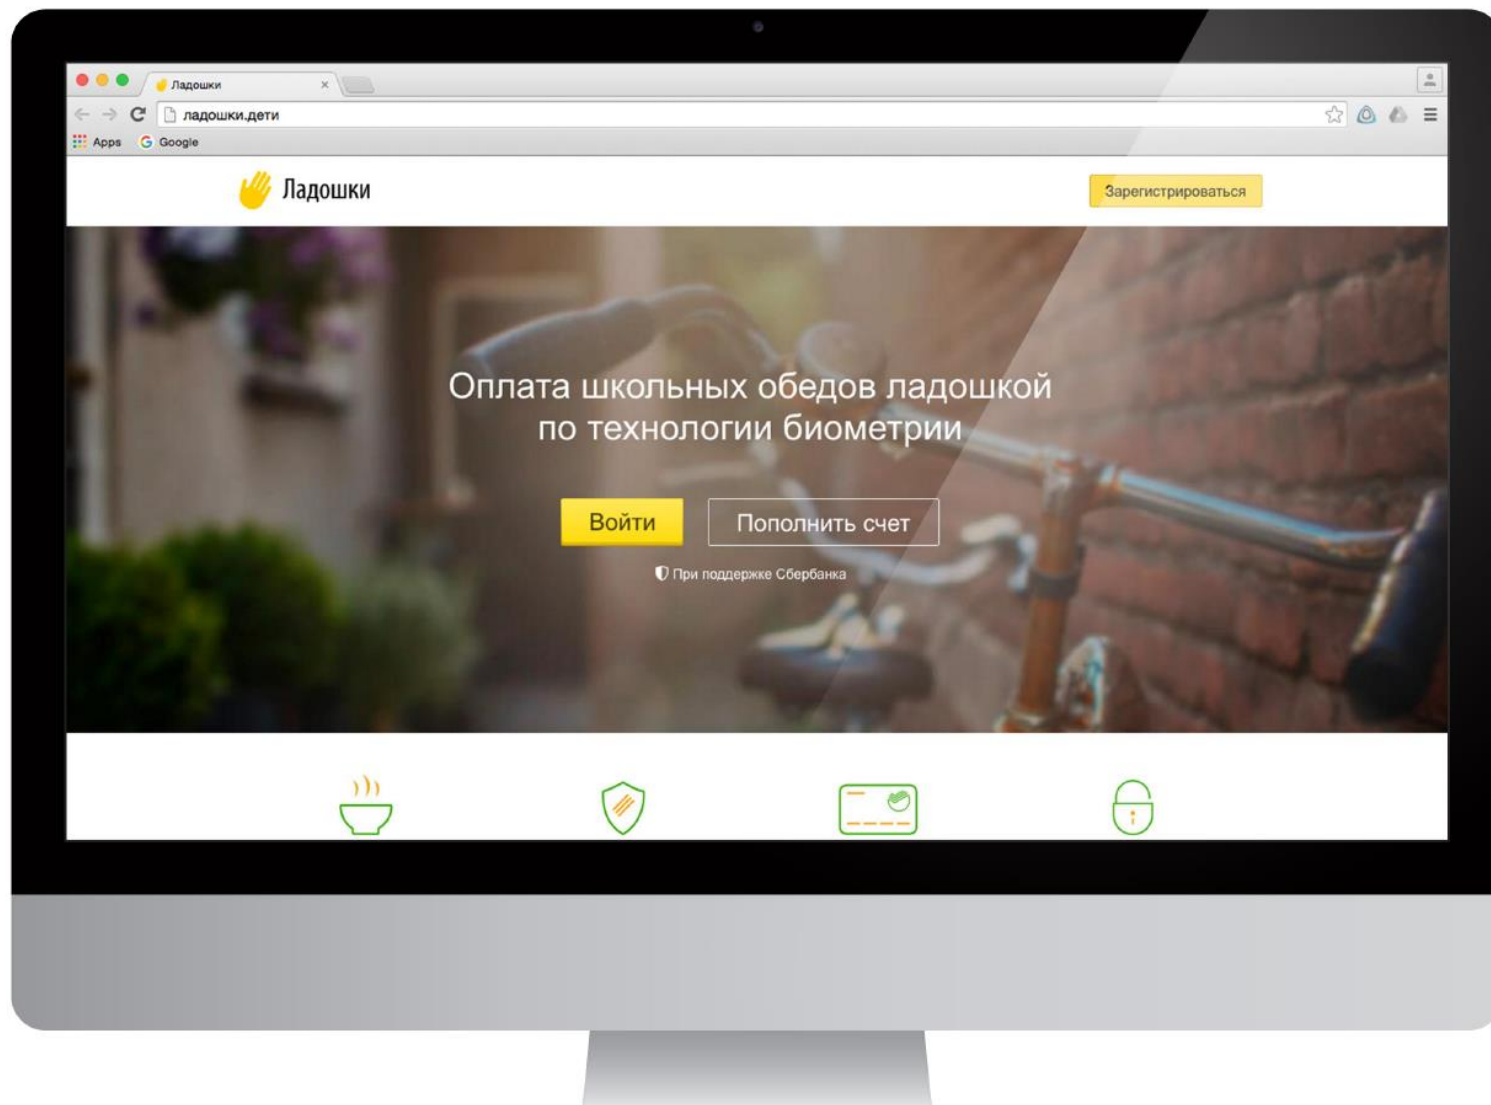 Ладошки
ладошки.дети
Apps Google
Ладошки
Зарегистрироваться
Оплата школьных обедов ладошкой
по технологии биометрии
Войти
Пополнить счет
При поддержке Сбербанка